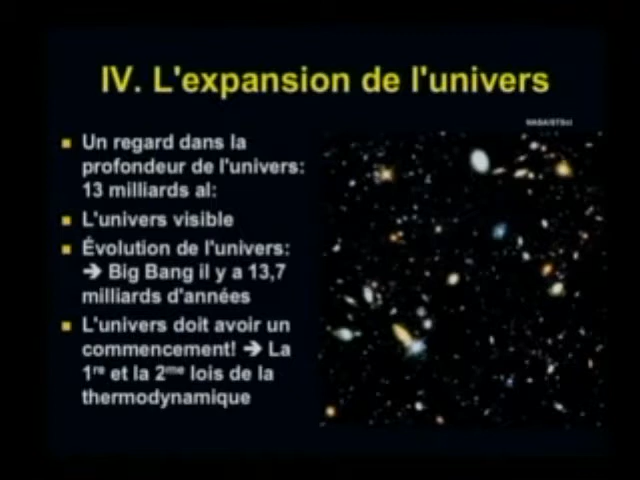 IV. L'expansion de l'univers
NASA/STScI
Un regard dans la
profondeur de l'univers:
13 milliards al:
L'univers visible
Évolution de l'univers:
➔ Big Bang il y a 13,7
milliards d'années
L'univers doit avoir un
commencement! ➔ La
1re et la 2me lois de la
thermodynamique